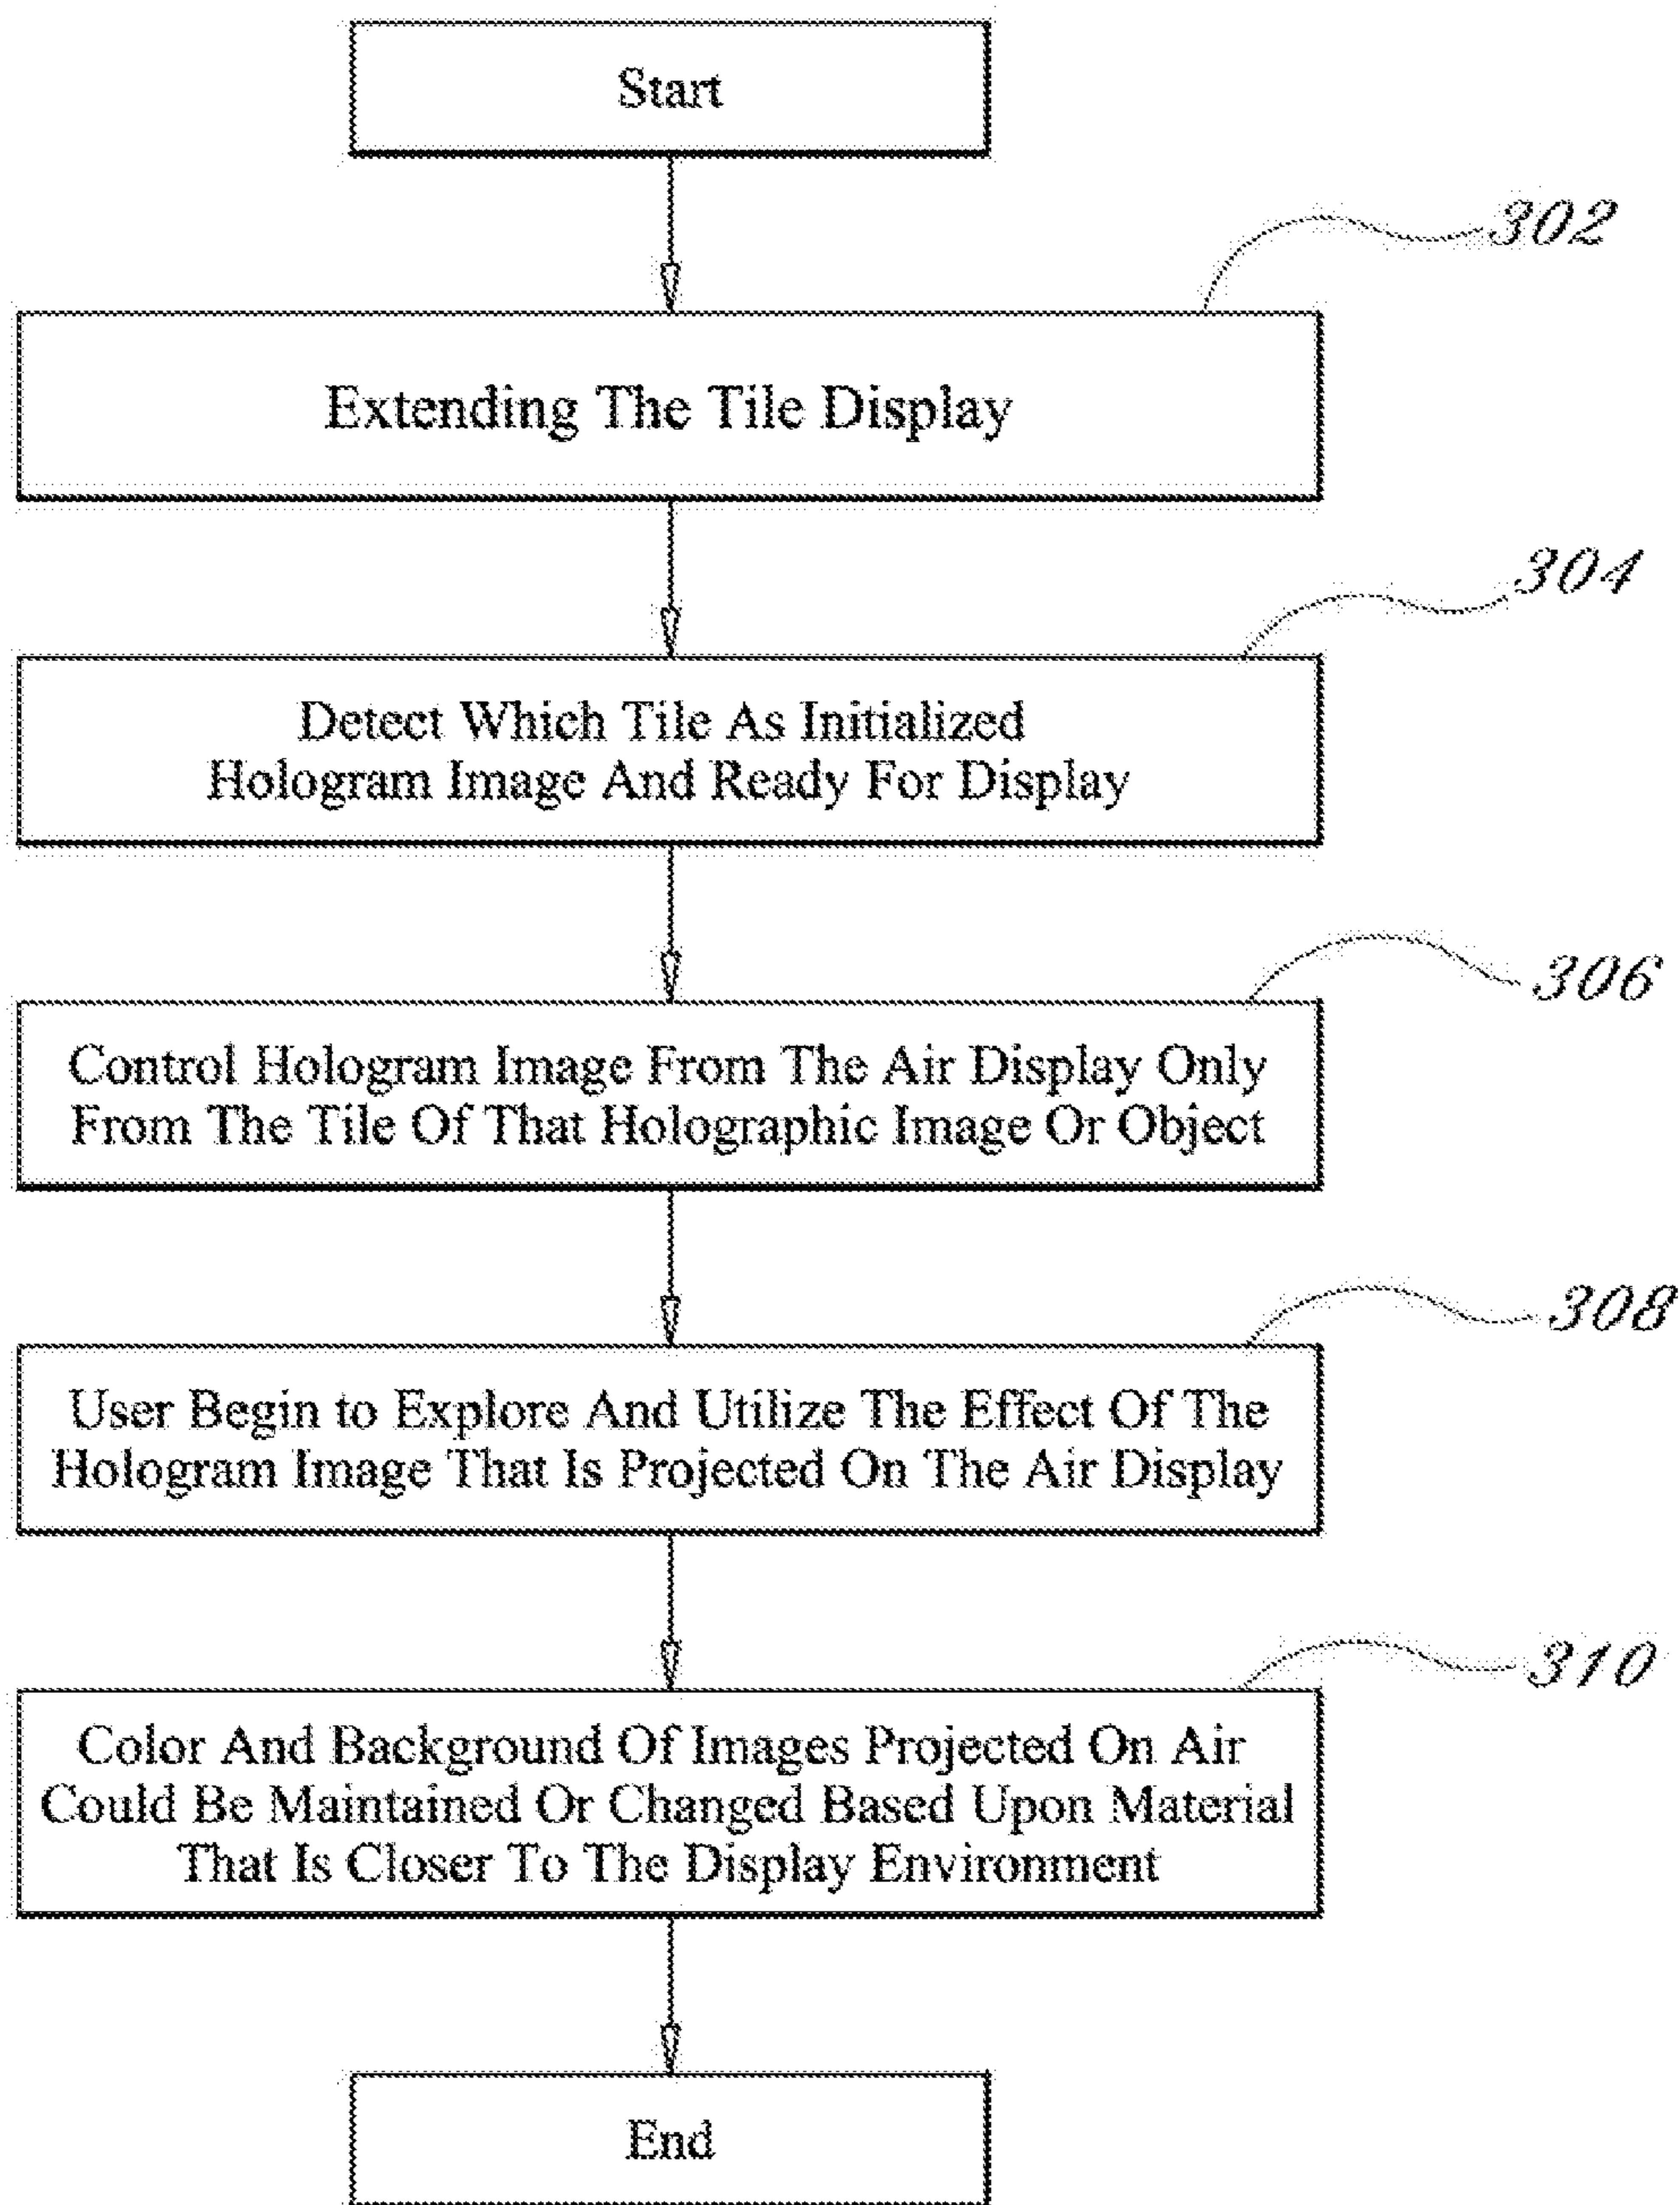 Start
302
Extending The Tile Display
304
Detect Which Tile As Initialized
Hologram Image And Ready For Display
306
Control Hologram Image From The Air Display Only
From The Tile Of That Holographic Image Or Object
308
User Begin to Explore And Utilize The Effect Of The
Hologram Image That Is Projected On The Air Display
310
Color And Background Of Images Projected On Air
Could Be Maintained Or Changed Based Upon Material
That Is Closer To The Display Environment
End